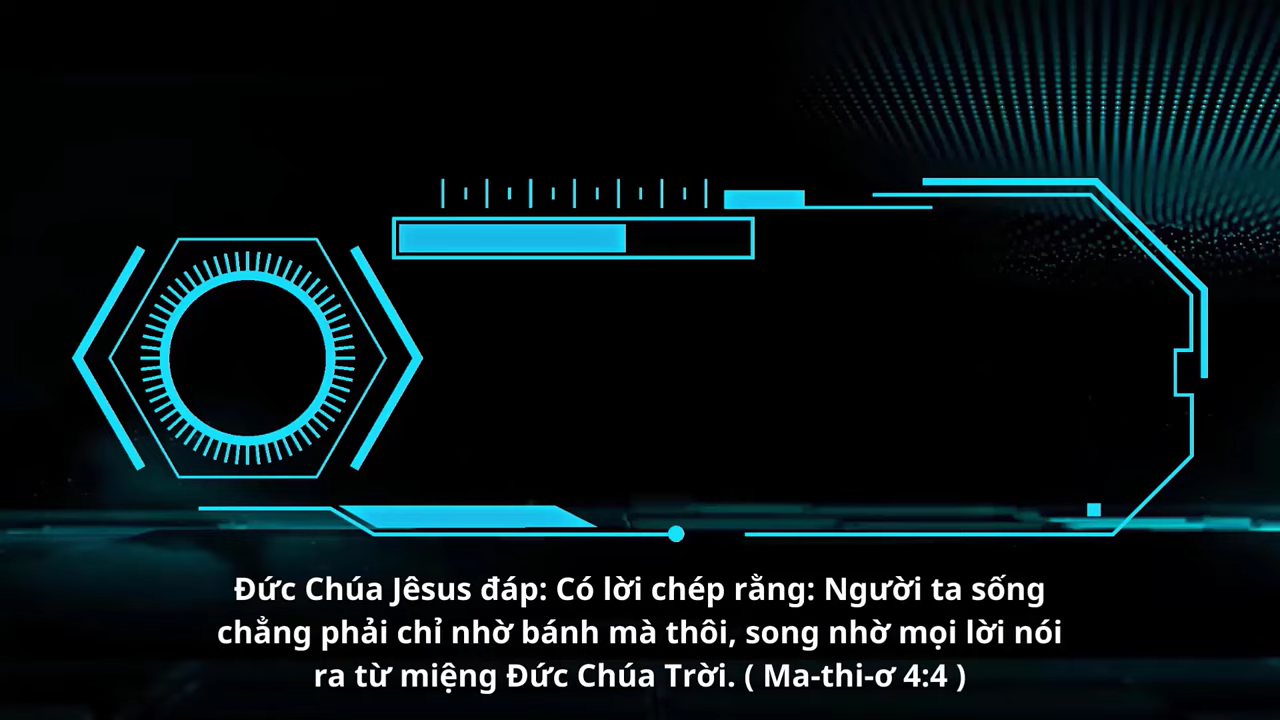 Đức Chúa Jêsus đáp: Có lời chép rằng: Người ta sống
chẳng phải chỉ nhờ bánh mà thôi, song nhờ mọi lời nói
ra từ miệng Đức Chúa Trời. ( Ma-thi-ơ 4:4 )